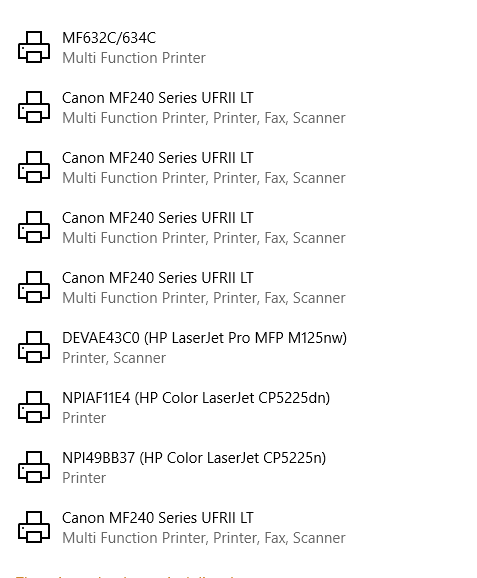 MF632C/634C
Multi Function Printer
Canon MF240 Series UFRII LT
Multi Function Printer, Printer, Fax, Scanner
Canon MF240 Series UFRII LT
Multi Function Printer, Printer, Fax, Scanner
Canon MF240 Series UFRII LT
Multi Function Printer, Printer, Fax, Scanner
Canon MF240 Series UFRII LT
Multi Function Printer, Printer, Fax, Scanner
DEVAE43C0 (HP LaserJet Pro MFP M125nw)
Printer, Scanner
NPIAF11E4 (HP Color LaserJet CP5225dn)
Printer
NPI49BB37 (HP Color LaserJet CP5225n)
Printer
Canon MF240 Series UFRII LT
Multi Function Printer, Printer, Fax, Scanner